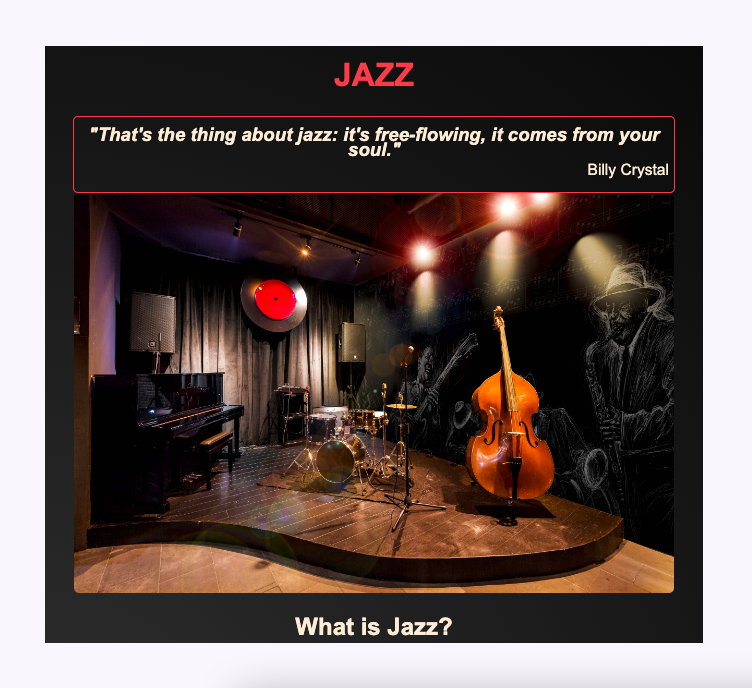 JAZZ
"That's the thing about jazz: it's free-flowing, it comes from your
soul."
Billy Crystal
What is Jazz?